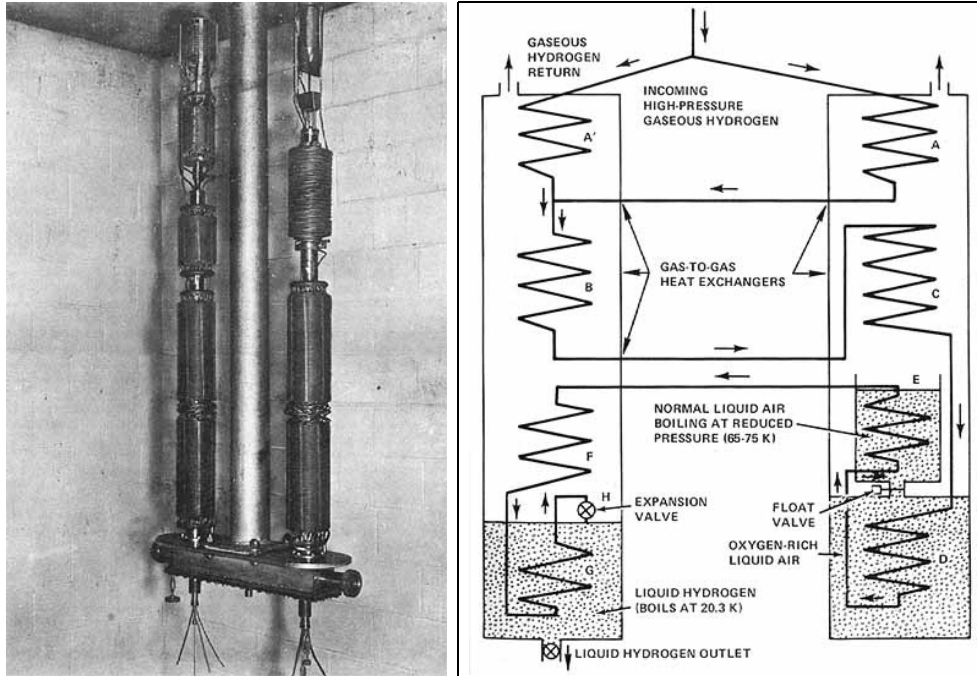 GASEOUS
HYDROGEN
RETURN
INCOMING
HIGH-PRESSURE
GASEOUS HYDROGEN
A'
A
GAS-TO-GAS
HEAT EXCHANGERS
B
C
E
NORMAL LIQUID AIR
BOILING AT REDUCED
PRESSURE (65-75 K)
F
H
EXPANSION
VALVE
FLOAT
VALVE
OXYGEN-RICH
LIQUID AIR
G
D
LIQUID HYDROGEN
(BOILS AT 20.3 K)
LIQUID HYDROGEN OUTLET